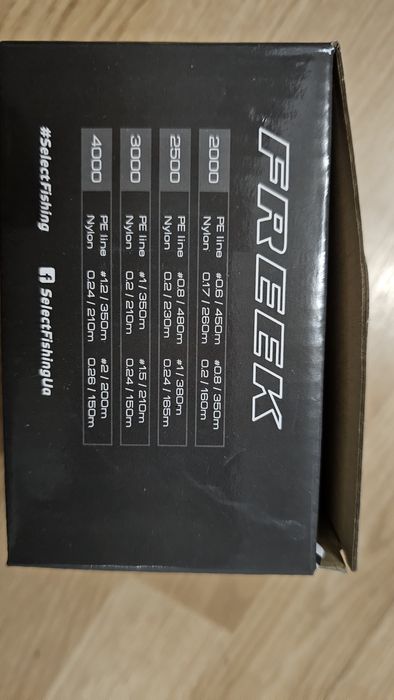 FREEK
2000 PE line #0.6 / 450m #0.8 / 350m
Nylon 0.17 / 260m 0.2 / 160m
2500 PE line #0.8 / 480m #1 / 380m
Nylon 0.2 / 230m 0.24 / 165m
3000 PE line #1 / 350m #1.5 / 210m
Nylon 0.2 / 210m 0.24 / 150m
4000 PE line #1.2 / 350m #2 / 200m
Nylon 0.24 / 210m 0.26 / 150m
#SelectFishing f SelectFishingUa